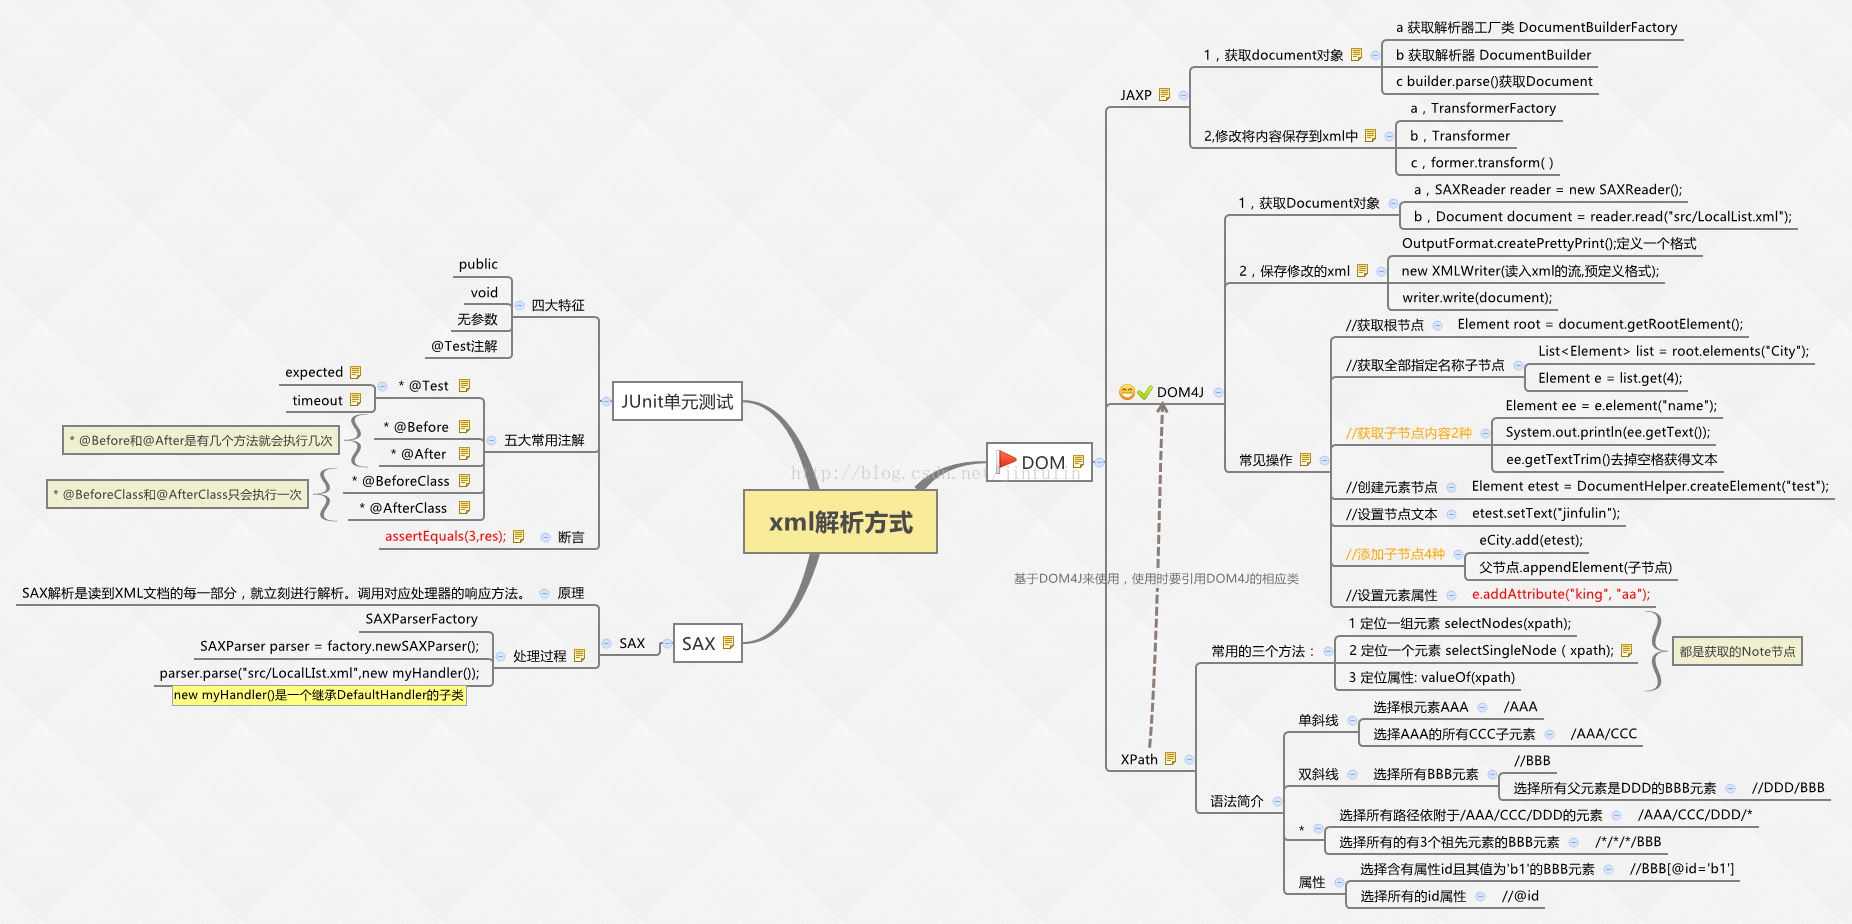 xml解析方式
DOM
JAXP
1，获取document对象
a 获取解析器工厂类 DocumentBuilderFactory
b 获取解析器 DocumentBuilder
c builder.parse()获取Document
2,修改将内容保存到xml中
a，TransformerFactory
b，Transformer
c，former.transform( )
DOM4J
1，获取Document对象
a，SAXReader reader = new SAXReader();
b，Document document = reader.read("src/LocalList.xml");
2，保存修改的xml
OutputFormat.createPrettyPrint();定义一个格式
new XMLWriter(读入xml的流,预定义格式);
writer.write(document);
常见操作
//获取根节点
Element root = document.getRootElement();
//获取全部指定名称子节点
List<Element> list = root.elements("City");
Element e = list.get(4);
//获取子节点内容2种
Element ee = e.element("name");
System.out.println(ee.getText());
ee.getTextTrim()去掉空格获得文本
//创建元素节点
Element etest = DocumentHelper.createElement("test");
//设置节点文本
etest.setText("jinfulin");
//添加子节点4种
eCity.add(etest);
父节点.appendElement(子节点)
//设置元素属性
e.addAttribute("king", "aa");
基于DOM4J来使用，使用时要引用DOM4J的相应类
XPath
常用的三个方法：
1 定位一组元素 selectNodes(xpath);
2 定位一个元素 selectSingleNode（xpath);
3 定位属性: valueOf(xpath)
都是获取的Note节点
语法简介
单斜线
选择根元素AAA
/AAA
选择AAA的所有CCC子元素
/AAA/CCC
双斜线
选择所有BBB元素
//BBB
选择所有父元素是DDD的BBB元素
//DDD/BBB
*
选择所有路径依附于/AAA/CCC/DDD的元素
/AAA/CCC/DDD/*
选择所有的有3个祖先元素的BBB元素
/*/*/*/BBB
属性
选择含有属性id且其值为'b1'的BBB元素
//BBB[@id='b1']
选择所有的id属性
//@id
JUnit单元测试
四大特征
public
void
无参数
@Test注解
五大常用注解
* @Test
expected
timeout
* @Before
* @After
* @Before和@After是有几个方法就会执行几次
* @BeforeClass
* @AfterClass
* @BeforeClass和@AfterClass只会执行一次
断言
assertEquals(3,res);
SAX
SAX
原理
SAX解析是读到XML文档的每一部分，就立刻进行解析。调用对应处理器的响应方法。
处理过程
SAXParserFactory
SAXParser parser = factory.newSAXParser();
parser.parse("src/LocalLIst.xml",new myHandler());
new myHandler()是一个继承DefaultHandler的子类
http://blog.csdn.net/jinfulin